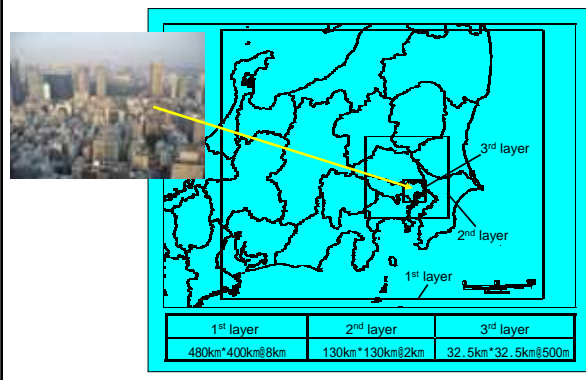 3rd layer
2nd layer
1st layer
1st layer 2nd layer 3rd layer
480km*400km@8km 130km*130km@2km 32.5km*32.5km@500m